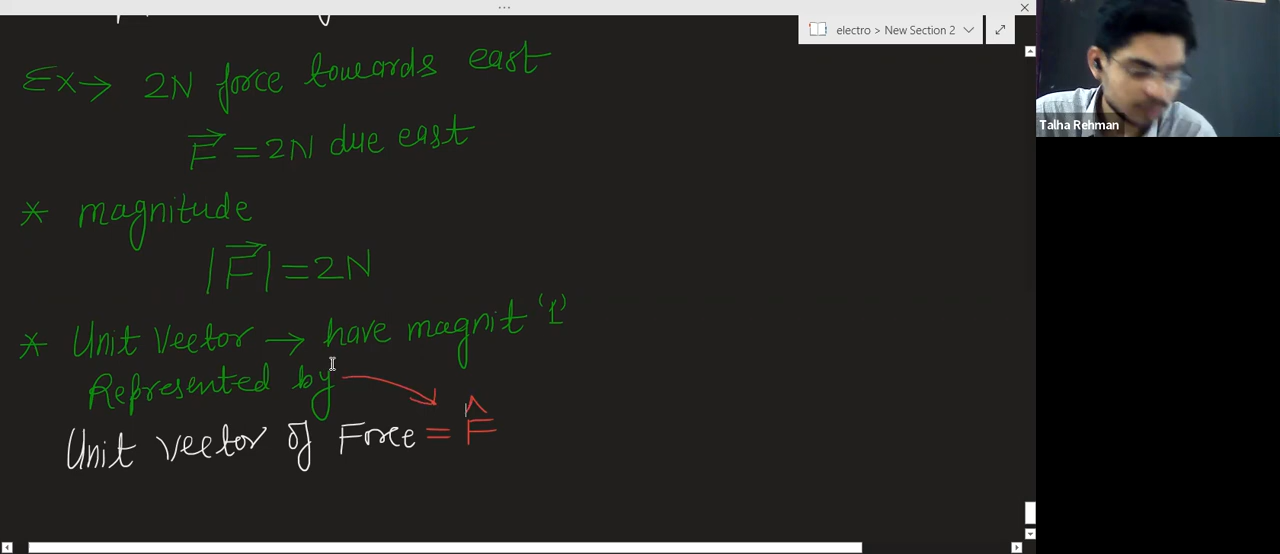 electro > New Section 2
Ex→ 2N force towards east
F⃗ = 2N due east
* magnitude
|F⃗| = 2N
* Unit Vector → have magnit '1'
Represented by
Unit vector of Force = F̂
Talha Rehman